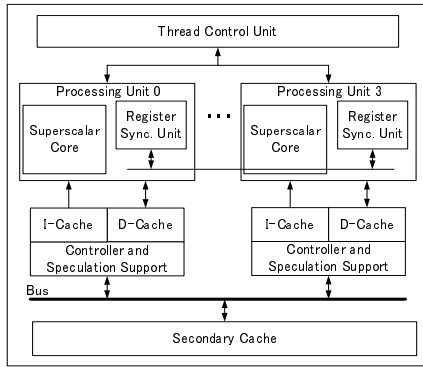 Thread Control Unit
Processing Unit 0
Processing Unit 3
Superscalar
Core
Register
Sync. Unit
...
Superscalar
Core
Register
Sync. Unit
I-Cache
D-Cache
Controller and
Speculation Support
I-Cache
D-Cache
Controller and
Speculation Support
Bus
Secondary Cache